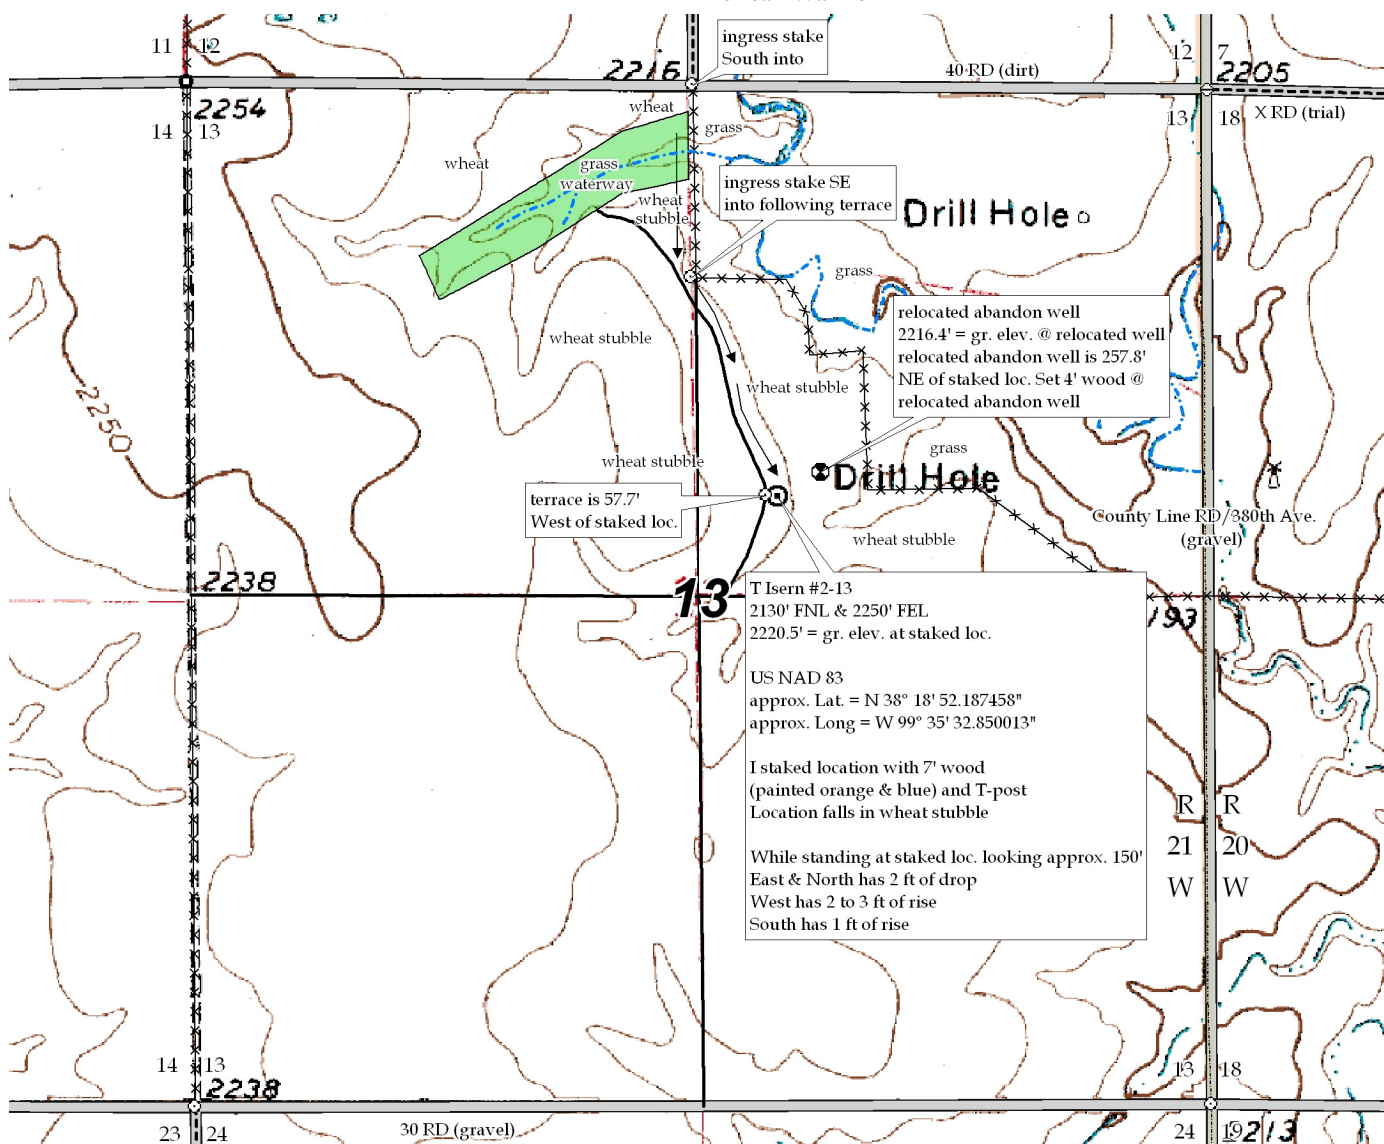 ingress stake
South into
11 12
12 7
2216
40 RD (dirt)
2205
2254
X RD (trial)
14 13
13 18
wheat
grass
wheat
grass
waterway
ingress stake SE
into following terrace
wheat
stubble
Drill Hole
grass
relocated abandon well
2216.4' = gr. elev. @ relocated well
relocated abandon well is 257.8'
NE of staked loc. Set 4' wood @
relocated abandon well
wheat stubble
wheat stubble
2250
grass
wheat stubble
Drill Hole
terrace is 57.7'
West of staked loc.
County Line RD/380th Ave.
(gravel)
wheat stubble
2238
13
193
T Isern #2-13
2130' FNL & 2250' FEL
2220.5' = gr. elev. at staked loc.
US NAD 83
approx. Lat. = N 38° 18' 52.187458"
approx. Long = W 99° 35' 32.850013"
I staked location with 7' wood
(painted orange & blue) and T-post
Location falls in wheat stubble
While standing at staked loc. looking approx. 150'
East & North has 2 ft of drop
West has 2 to 3 ft of rise
South has 1 ft of rise
R R
21 20
W W
14 13
13 18
2238
30 RD (gravel)
23 24
24 19
2213